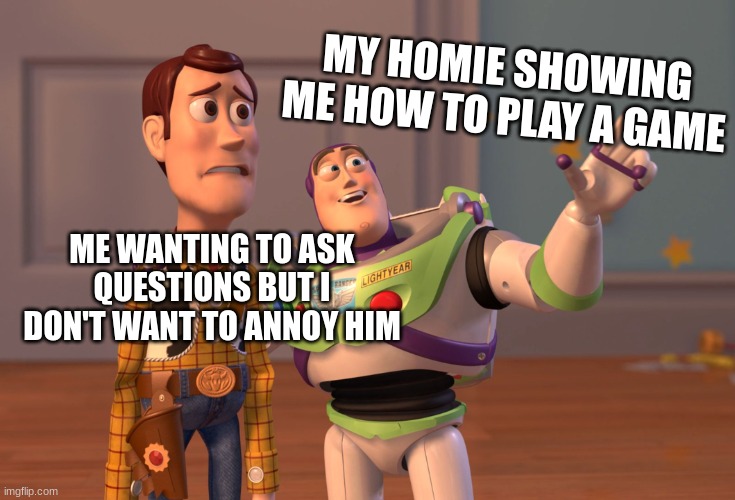 MY HOMIE SHOWING
ME HOW TO PLAY A GAME
ME WANTING TO ASK
QUESTIONS BUT I
DON'T WANT TO ANNOY HIM
LIGHTYEAR
imgflip.com